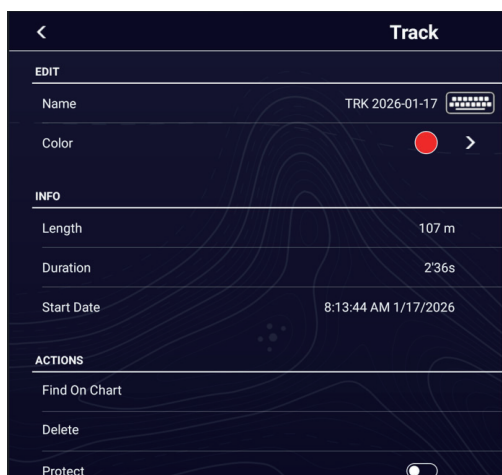 Track
EDIT
Name TRK 2026-01-17
Color
INFO
Length 107 m
Duration 2'36s
Start Date 8:13:44 AM 1/17/2026
ACTIONS
Find On Chart
Delete
Protect